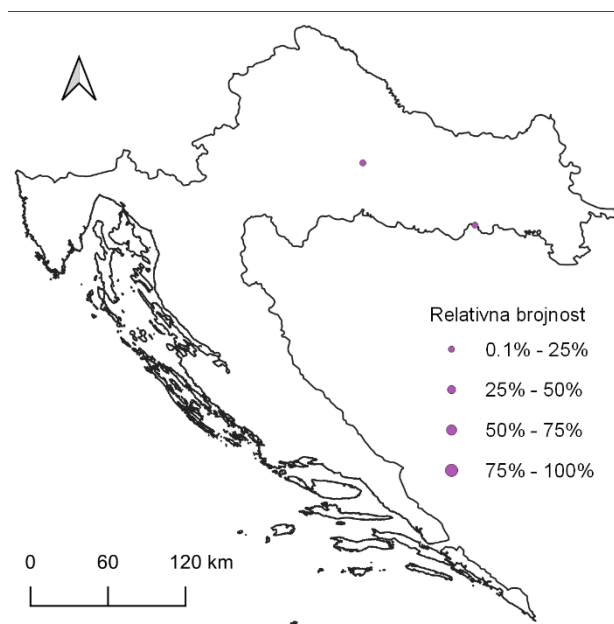 Relativna brojnost
0.1% - 25%
25% - 50%
50% - 75%
75% - 100%
0 60 120 km